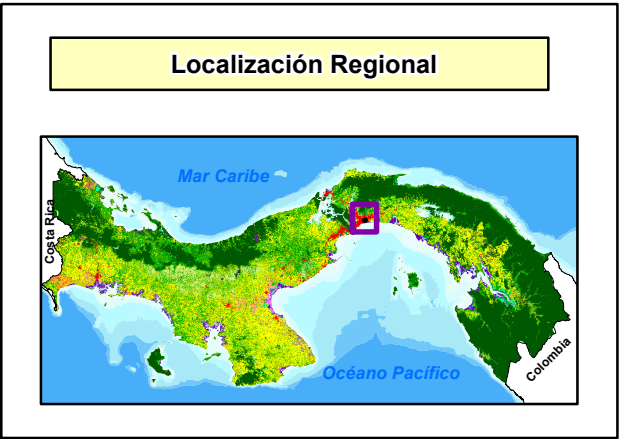 Localización Regional
Mar Caribe
Costa Rica
Océano Pacífico
Colombia